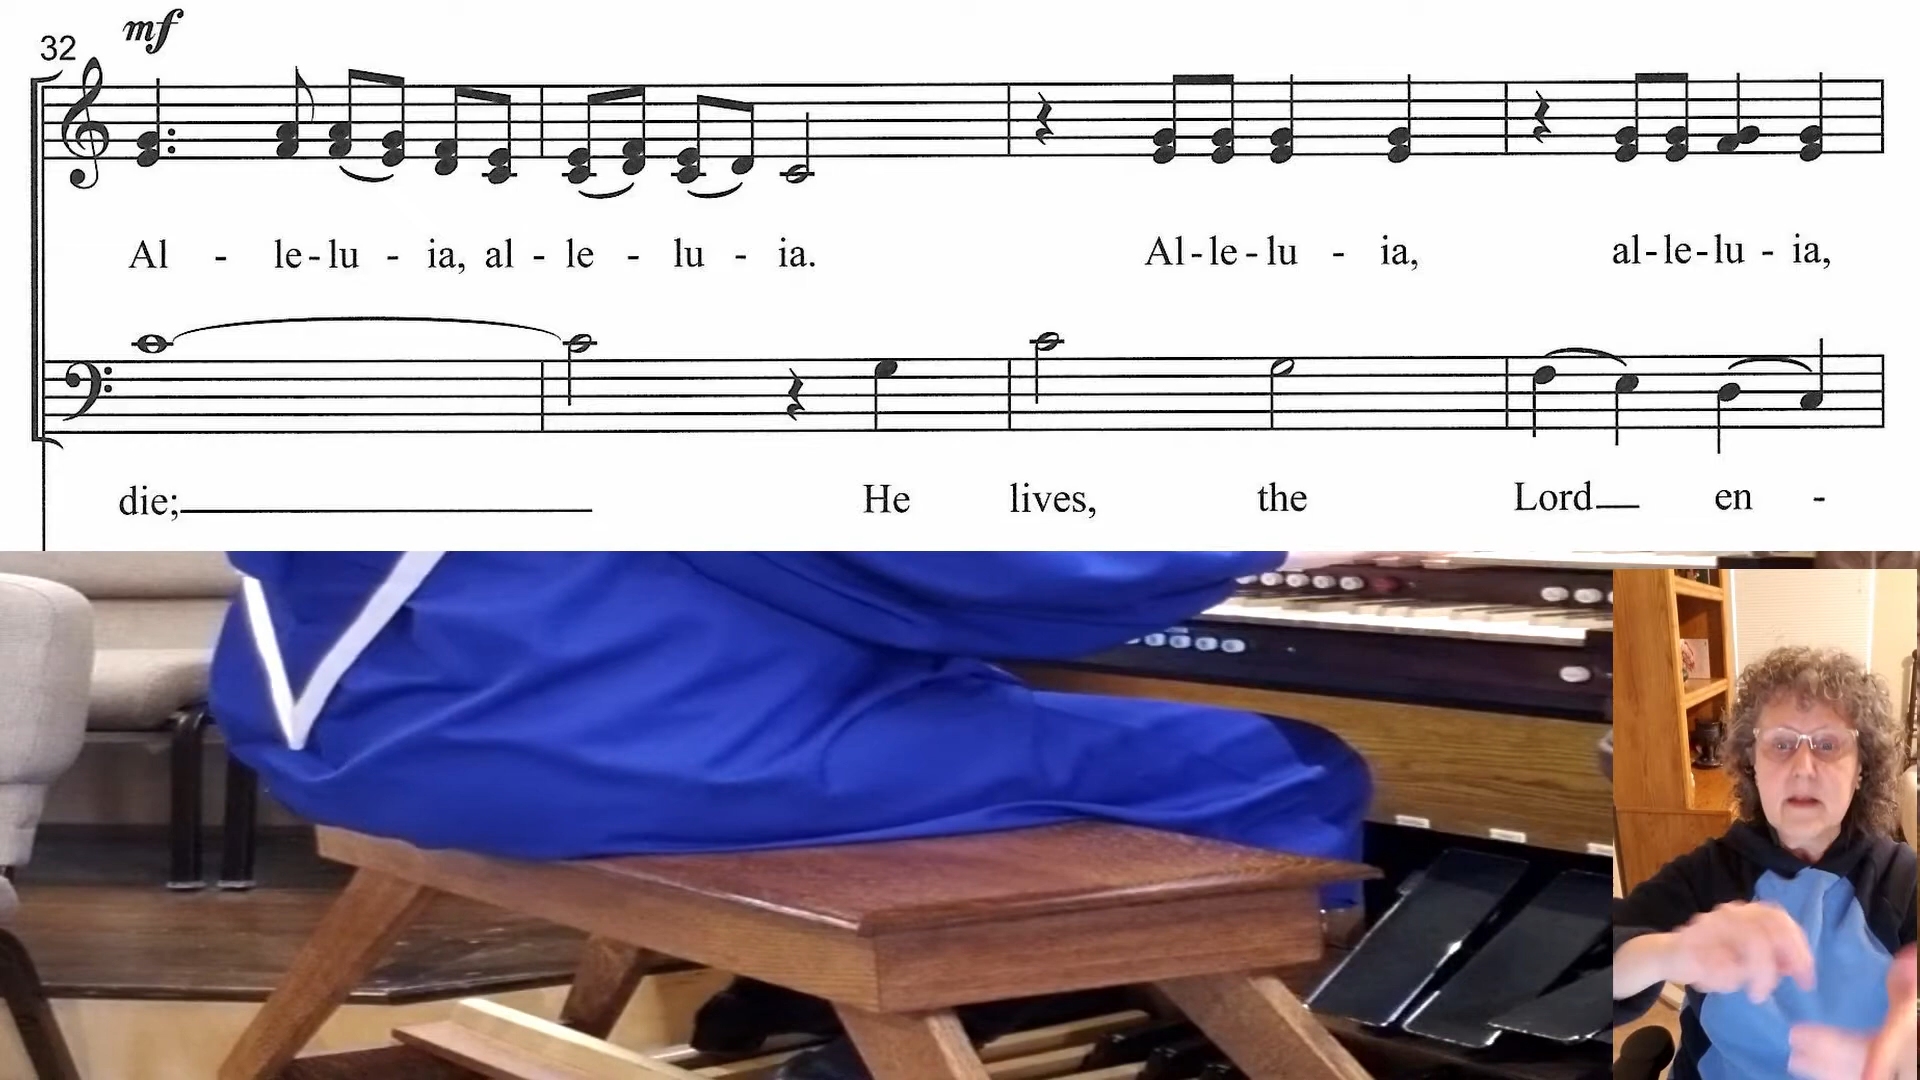 mf
32
Al - le-lu - ia, al - le - lu - ia. Al-le-lu - ia, al-le-lu - ia,
die; He lives, the Lord en -